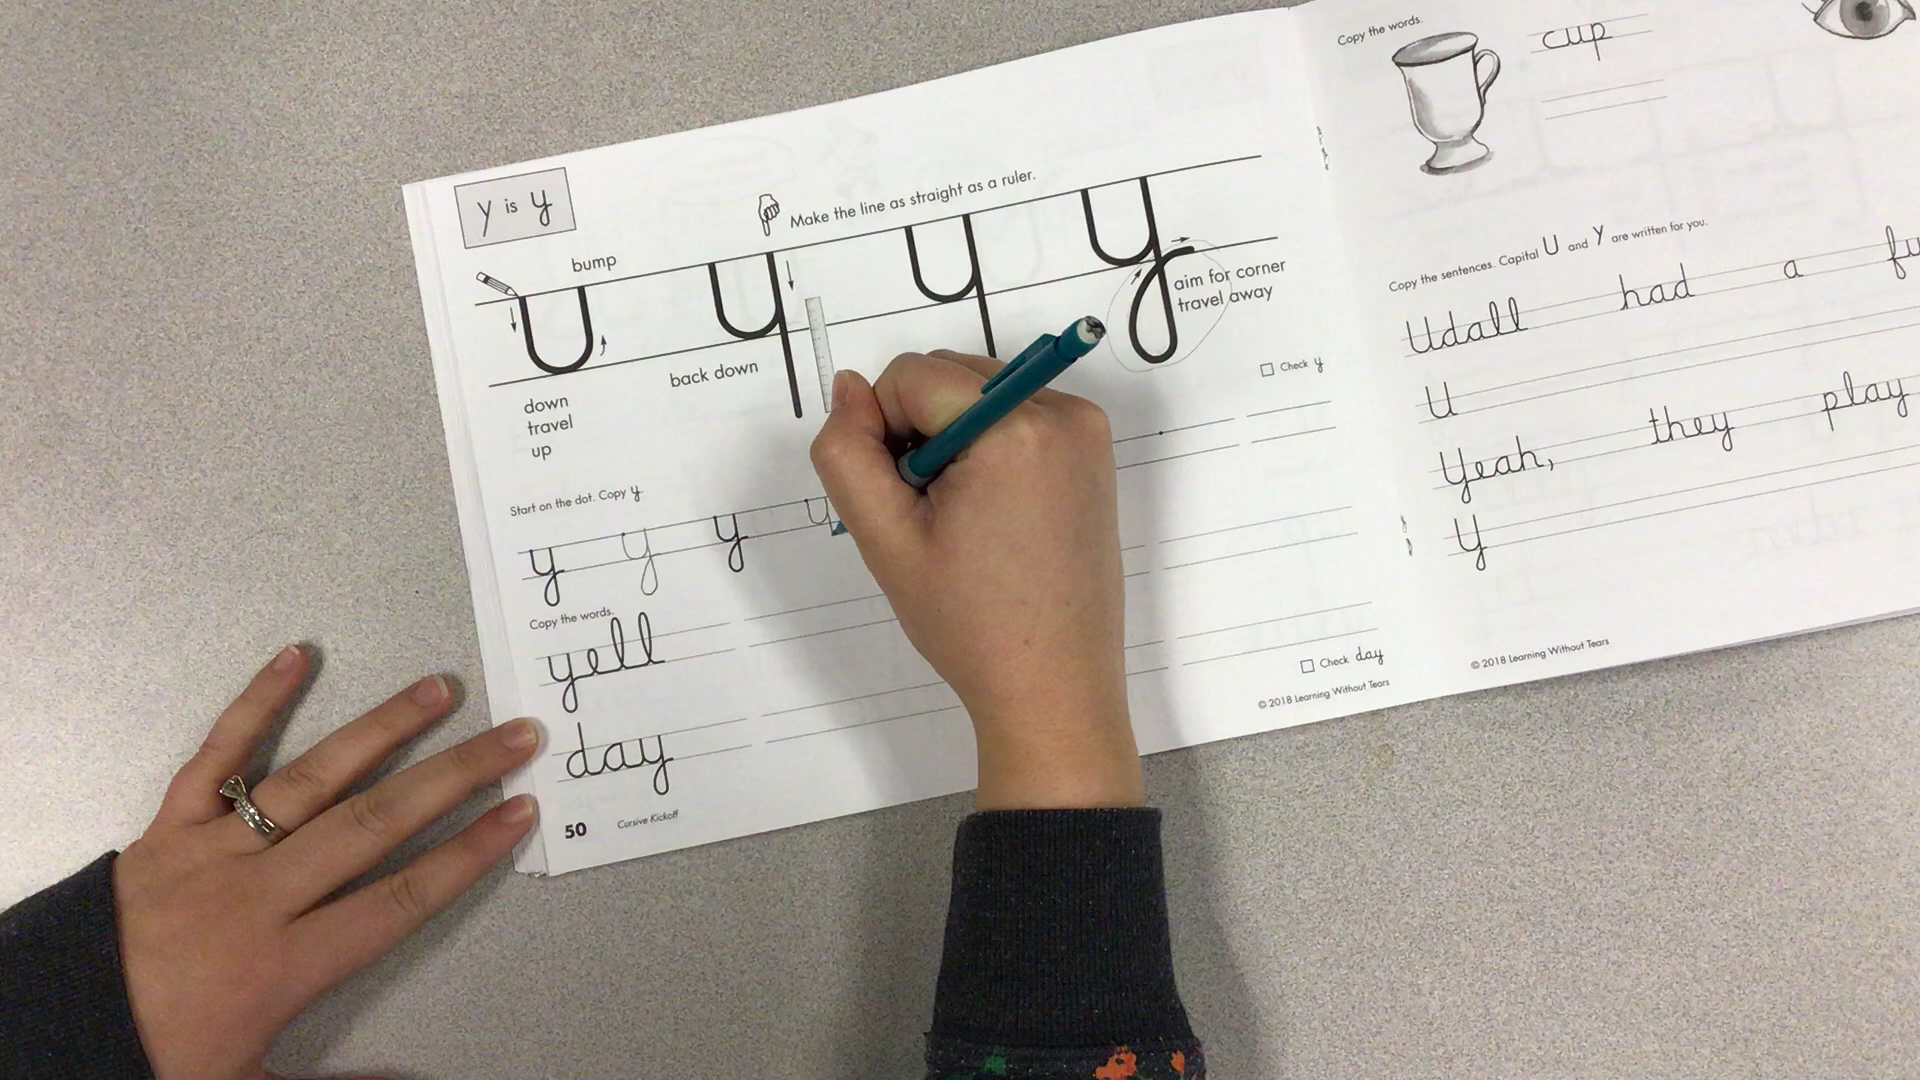 y is y
Make the line as straight as a ruler.
bump
back down
down
travel
up
aim for corner
travel away
Check y
Start on the dot. Copy y
y y y
Copy the words.
yell
day
Check day
© 2018 Learning Without Tears
50 Cursive Kickoff
Copy the words.
cup
Copy the sentences. Capital U and Y are written for you.
Udall had a
U
Yeah, they play
Y
© 2018 Learning Without Tears